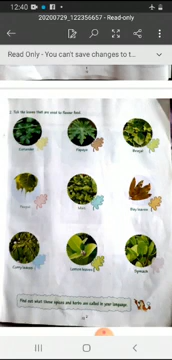 12:40
20200729_122356657 - Read-only
Read Only - You can't save changes to t...
2. Tick the leaves that are used to flavour food.
Coriander
Papaya
Mint
Bay leaves
Curry leaves
Lemon leaves
Spinach
Find out what these spices and herbs are called in your language.